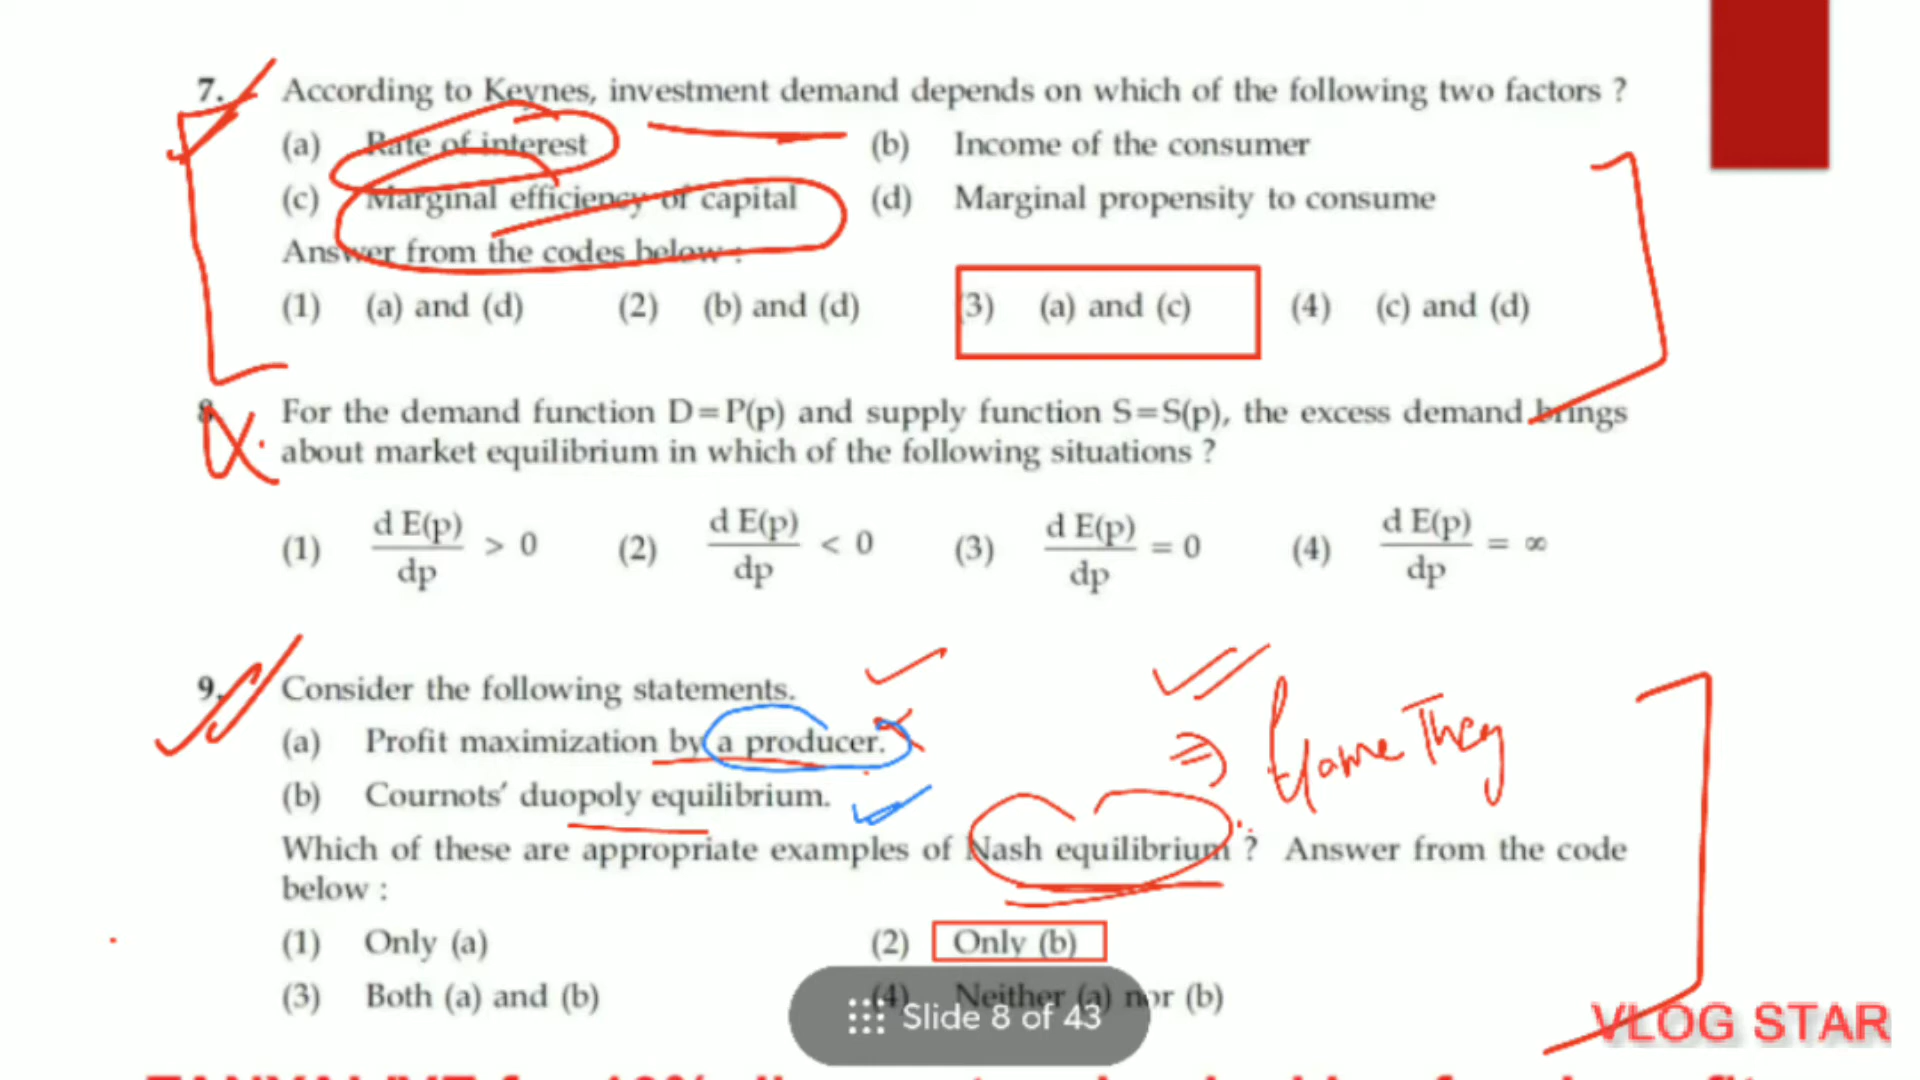 7. According to Keynes, investment demand depends on which of the following two factors ?
(a) Rate of interest (b) Income of the consumer
(c) Marginal efficiency of capital (d) Marginal propensity to consume
Answer from the codes below :
(1) (a) and (d) (2) (b) and (d) 3) (a) and (c) (4) (c) and (d)
8. For the demand function D=P(p) and supply function S=S(p), the excess demand brings
about market equilibrium in which of the following situations ?
(1) d E(p)/dp > 0 (2) d E(p)/dp < 0 (3) d E(p)/dp = 0 (4) d E(p)/dp = ∞
9. Consider the following statements.
(a) Profit maximization by a producer.
(b) Cournots' duopoly equilibrium.
⇒ Game
Which of these are appropriate examples of Nash equilibrium ? Answer from the code
below :
(1) Only (a) (2) Only (b)
(3) Both (a) and (b) (4) Neither (a) nor (b)
Slide 8 of 43
VLOG STAR